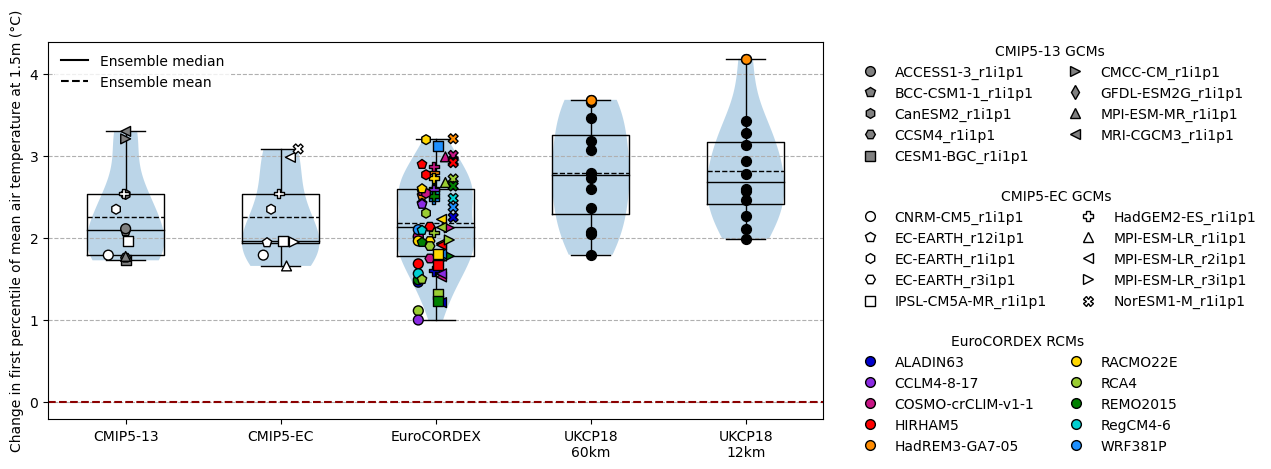 Change in first percentile of mean air temperature at 1.5m (°C)
Ensemble median
Ensemble mean
4
3
2
1
0
CMIP5-13
CMIP5-EC
EuroCORDEX
UKCP18
60km
UKCP18
12km
CMIP5-13 GCMs
ACCESS1-3_r1i1p1
BCC-CSM1-1_r1i1p1
CanESM2_r1i1p1
CCSM4_r1i1p1
CESM1-BGC_r1i1p1
CMCC-CM_r1i1p1
GFDL-ESM2G_r1i1p1
MPI-ESM-MR_r1i1p1
MRI-CGCM3_r1i1p1
CMIP5-EC GCMs
CNRM-CM5_r1i1p1
EC-EARTH_r12i1p1
EC-EARTH_r1i1p1
EC-EARTH_r3i1p1
IPSL-CM5A-MR_r1i1p1
HadGEM2-ES_r1i1p1
MPI-ESM-LR_r1i1p1
MPI-ESM-LR_r2i1p1
MPI-ESM-LR_r3i1p1
NorESM1-M_r1i1p1
EuroCORDEX RCMs
ALADIN63
CCLM4-8-17
COSMO-crCLIM-v1-1
HIRHAM5
HadREM3-GA7-05
RACMO22E
RCA4
REMO2015
RegCM4-6
WRF381P